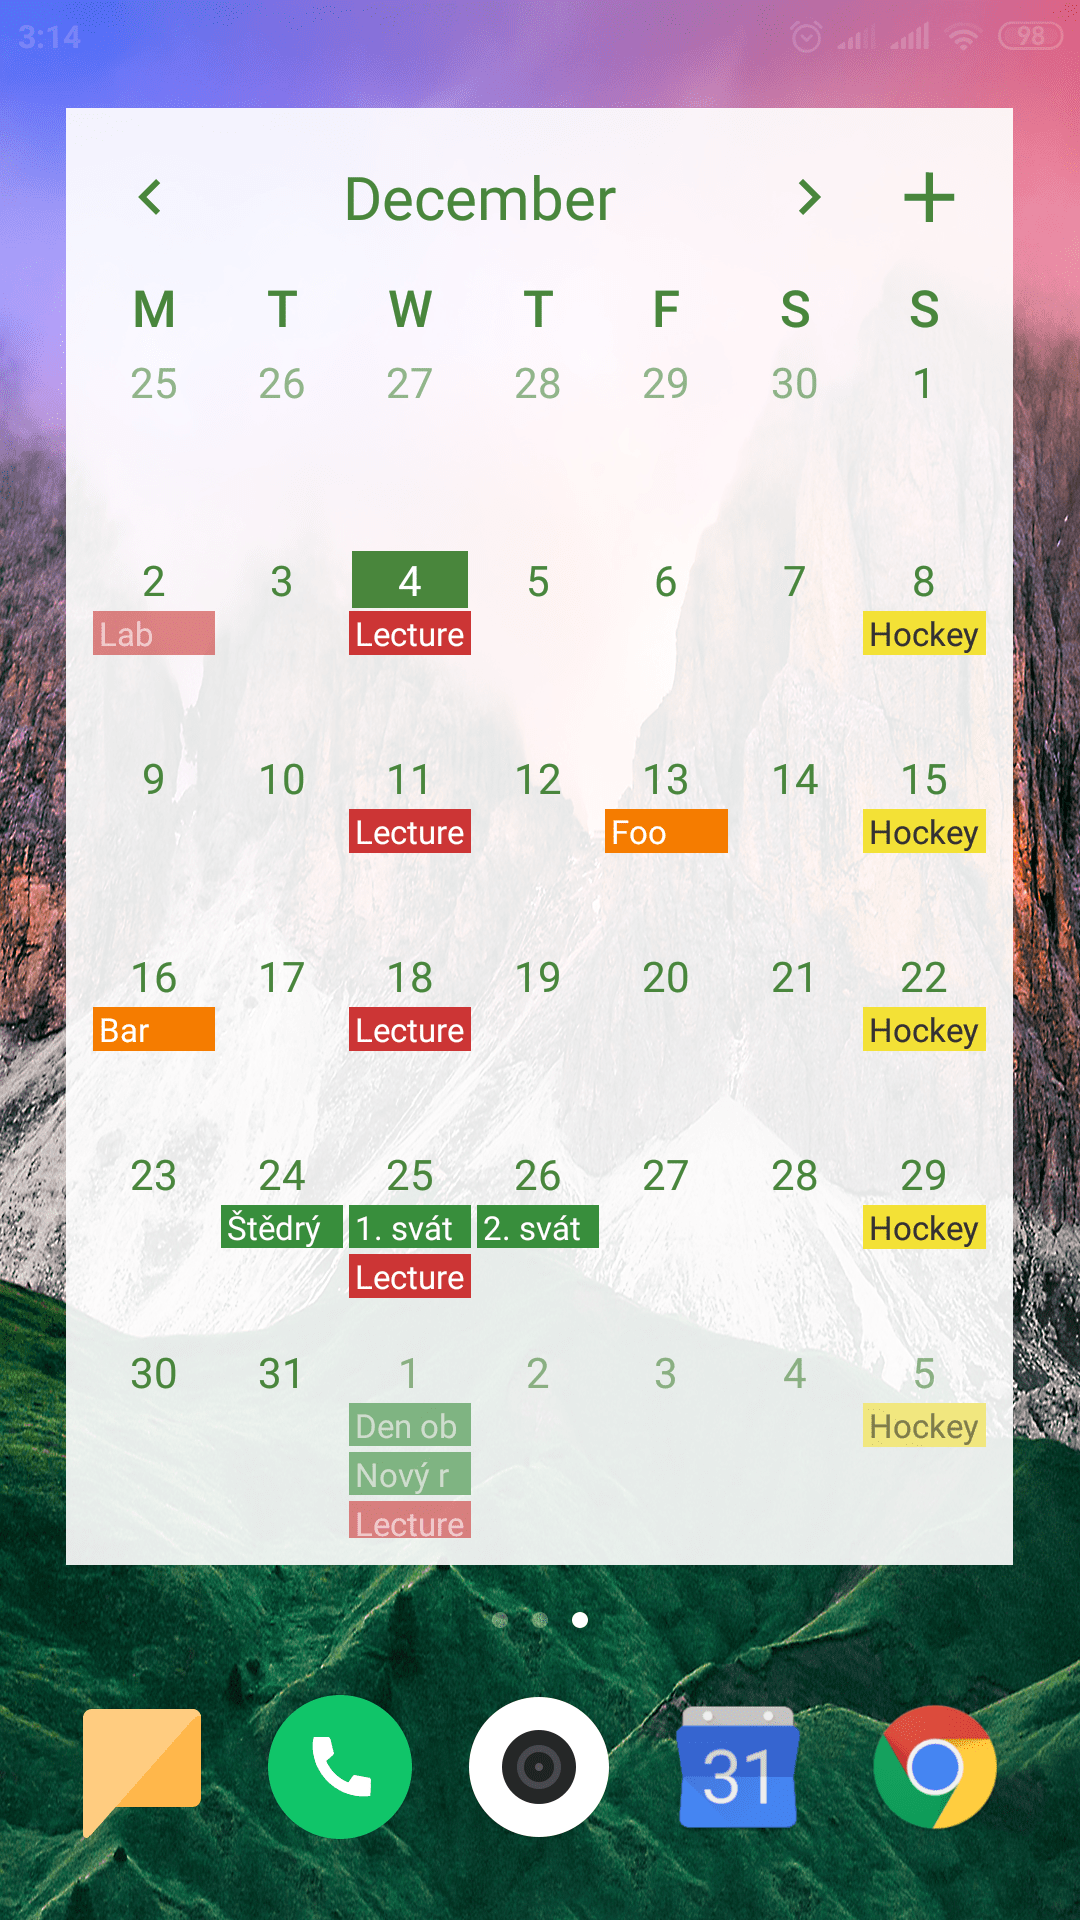 3:14 98
December
M T W T F S S
25 26 27 28 29 30 1
2 3 4 5 6 7 8
Lab Lecture Hockey
9 10 11 12 13 14 15
Lecture Foo Hockey
16 17 18 19 20 21 22
Bar Lecture Hockey
23 24 25 26 27 28 29
Štědrý 1. svát 2. svát Hockey
Lecture
30 31 1 2 3 4 5
Den ob Hockey
Nový r
Lecture
31